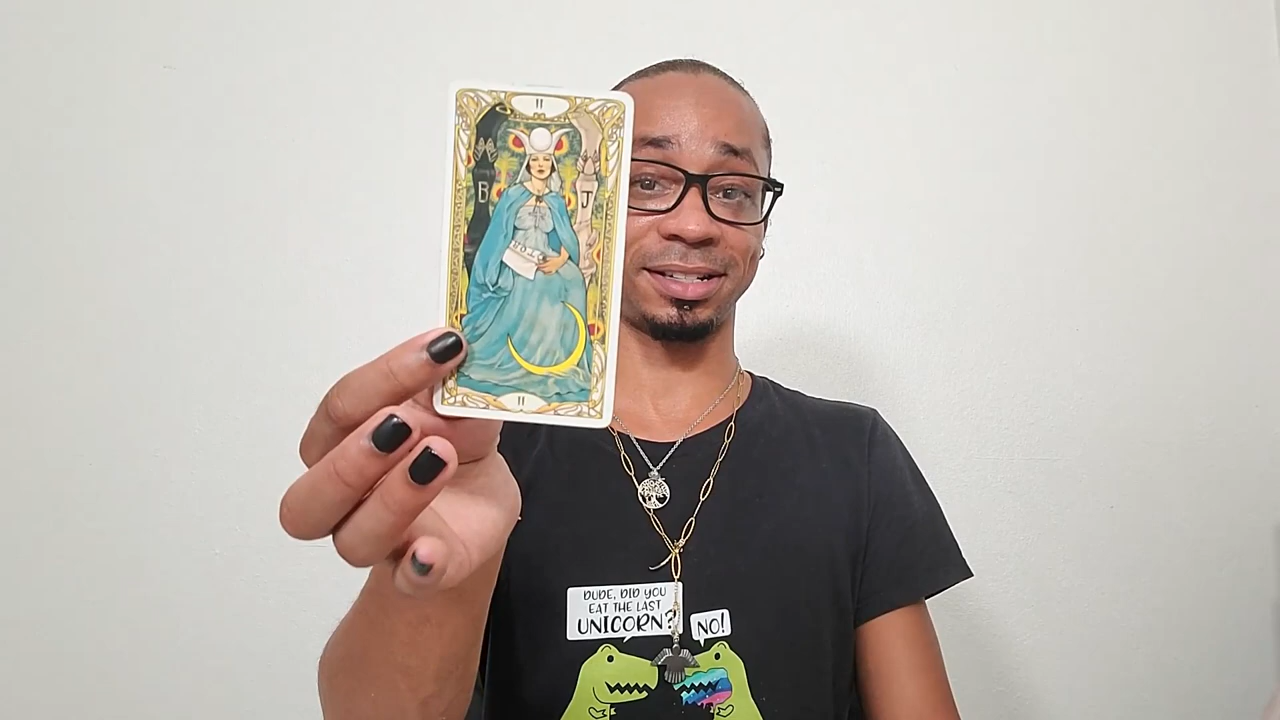 II
B
J
II
DUDE, DID YOU
EAT THE LAST
UNICORN?
NO!